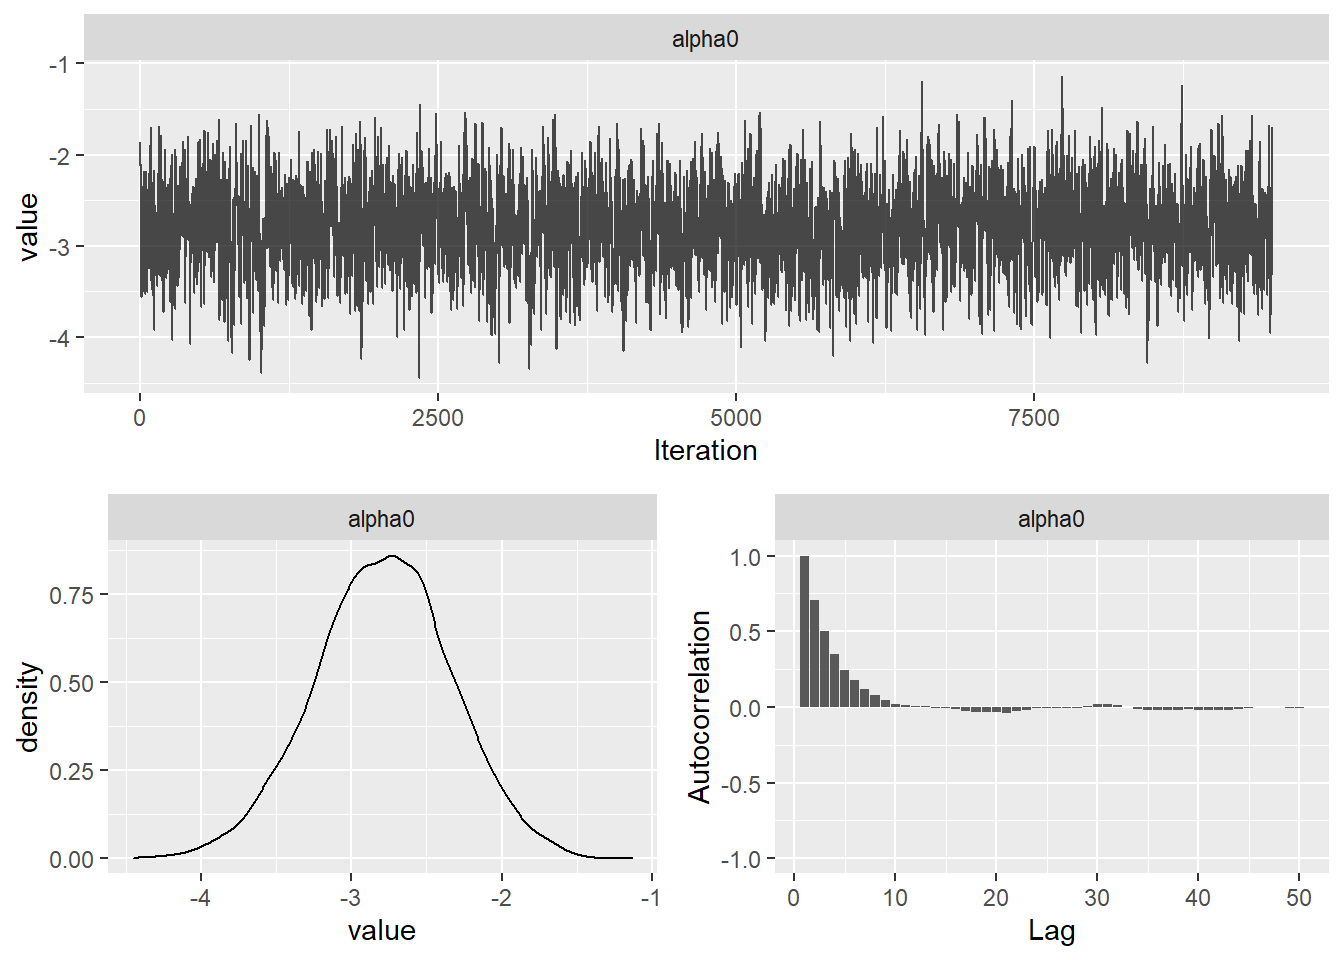 alpha0
-1
-2
-3
-4
value
0 2500 5000 7500
Iteration
alpha0
0.75
0.50
0.25
0.00
density
-4 -3 -2 -1
value
alpha0
1.0
0.5
0.0
-0.5
-1.0
Autocorrelation
0 10 20 30 40 50
Lag